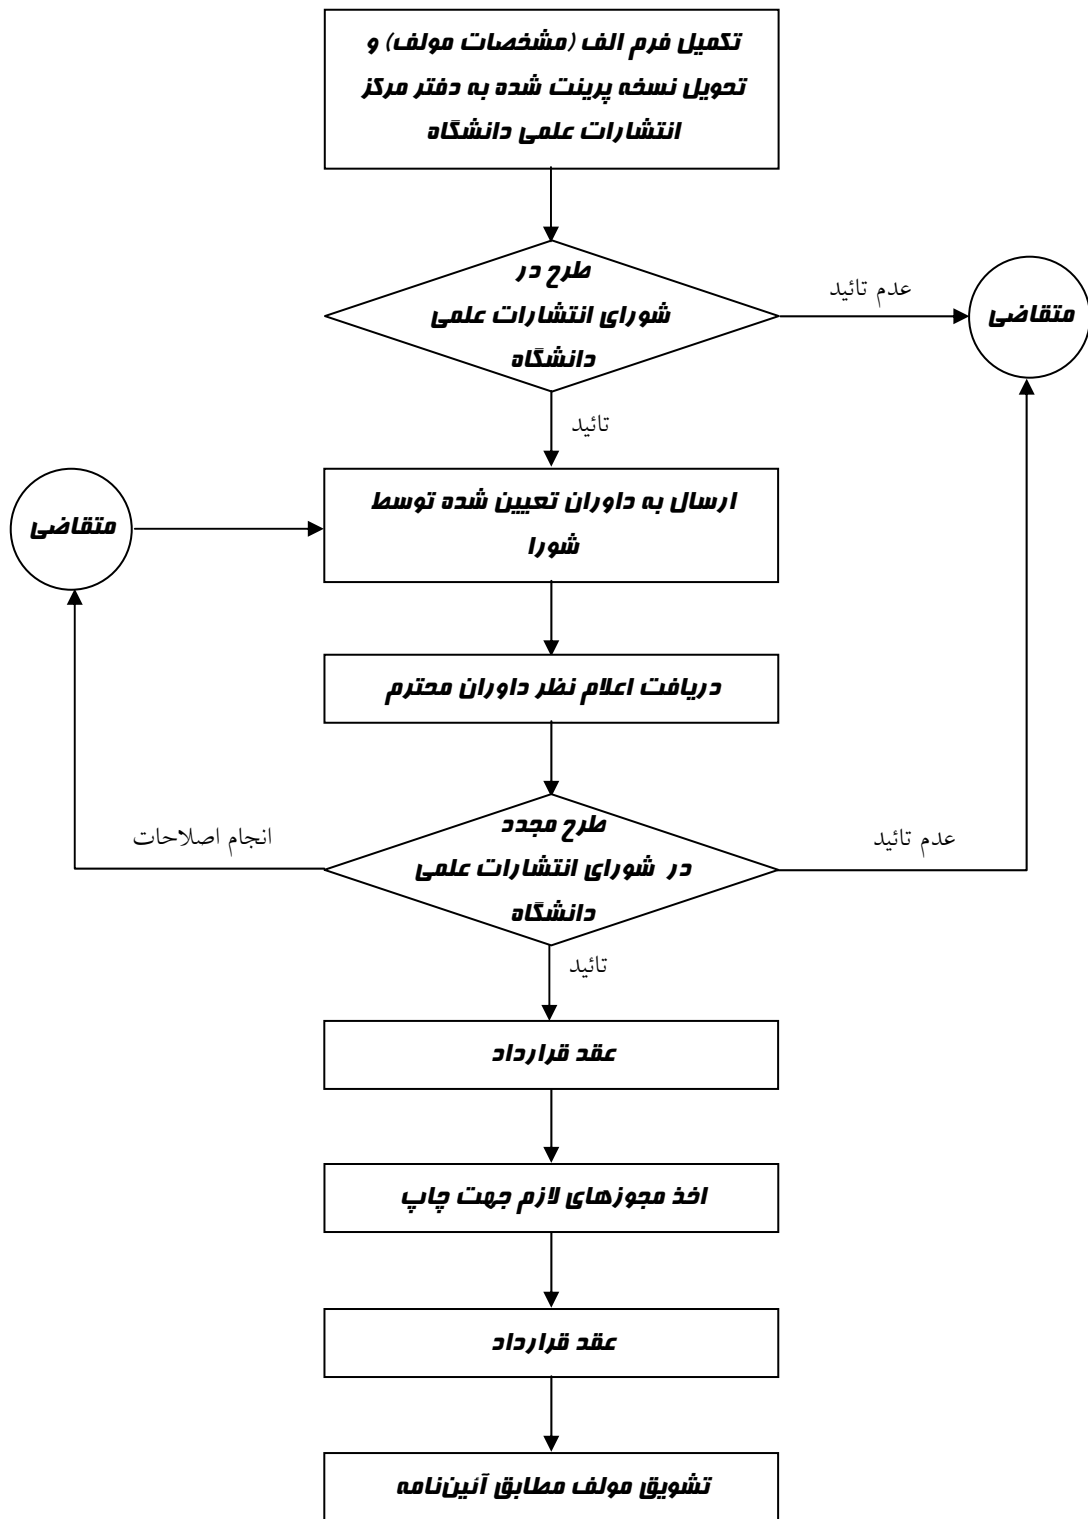 تکمیل فرم الف (مشخصات مولف) و
تحویل نسخه پرینت شده به دفتر مرکز
انتشارات علمی دانشگاه
طرح در
شورای انتشارات علمی
دانشگاه
عدم تائید
متقاضی
تائید
ارسال به داوران تعیین شده توسط
شورا
متقاضی
دریافت اعلام نظر داوران محترم
طرح مجدد
در شورای انتشارات علمی
دانشگاه
عدم تائید
انجام اصلاحات
تائید
عقد قرارداد
اخذ مجوزهای لازم جهت چاپ
عقد قرارداد
تشویق مولف مطابق آئین‌نامه